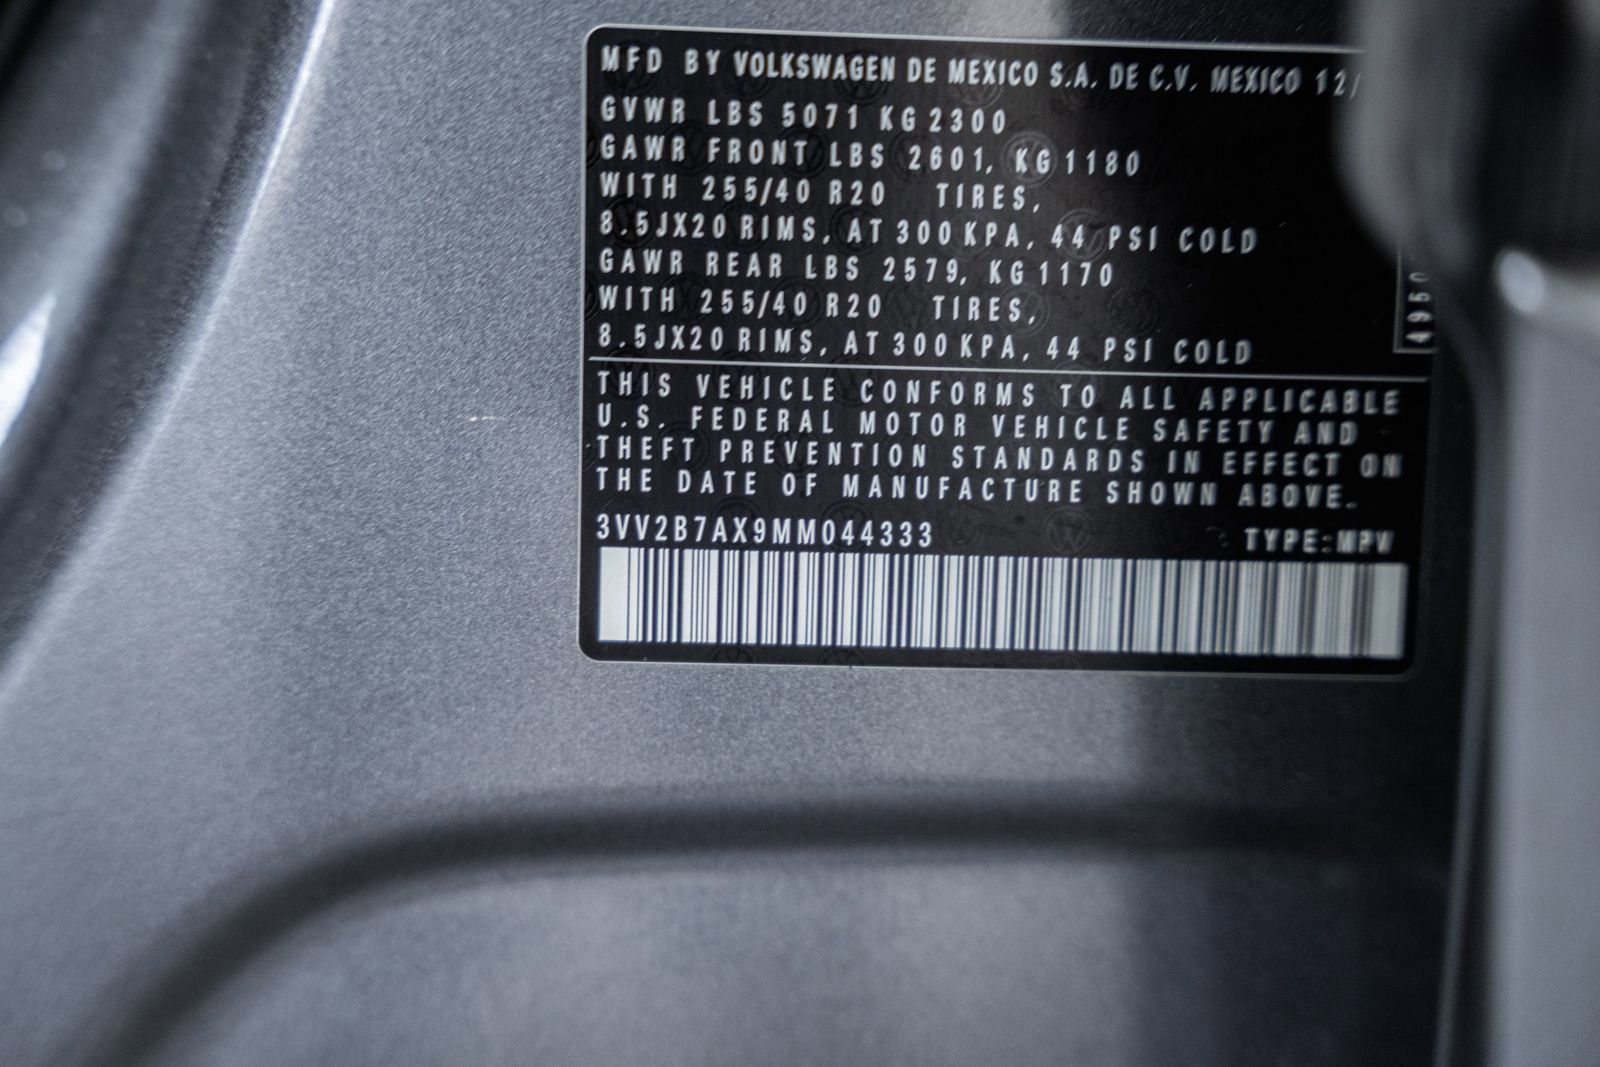 MFD BY VOLKSWAGEN DE MEXICO S.A. DE C.V. MEXICO 12/
GVWR LBS 5071 KG 2300
GAWR FRONT LBS 2601, KG 1180
WITH 255/40 R20 TIRES,
8.5JX20 RIMS, AT 300 KPA, 44 PSI COLD
GAWR REAR LBS 2579, KG 1170
WITH 255/40 R20 TIRES,
8.5JX20 RIMS, AT 300 KPA, 44 PSI COLD
THIS VEHICLE CONFORMS TO ALL APPLICABLE
U.S. FEDERAL MOTOR VEHICLE SAFETY AND
THEFT PREVENTION STANDARDS IN EFFECT ON
THE DATE OF MANUFACTURE SHOWN ABOVE.
3VV2B7AX9MM044333 TYPE:MPV